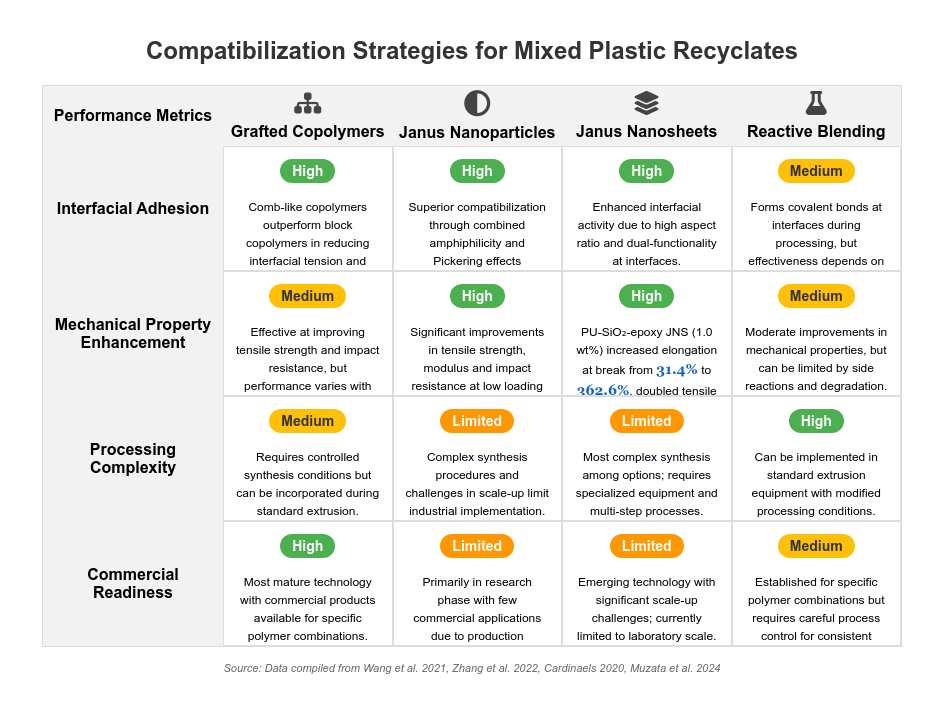 Compatibilization Strategies for Mixed Plastic Recyclates
Performance Metrics
Grafted Copolymers
Janus Nanoparticles
Janus Nanosheets
Reactive Blending
Interfacial Adhesion
High
Comb-like copolymers
outperform block
copolymers in reducing
interfacial tension and
High
Superior compatibilization
through combined
amphiphilicity and
Pickering effects
High
Enhanced interfacial
activity due to high aspect
ratio and dual-functionality
at interfaces.
Medium
Forms covalent bonds at
interfaces during
processing, but
effectiveness depends on
Mechanical Property
Enhancement
Medium
Effective at improving
tensile strength and impact
resistance, but
performance varies with
High
Significant improvements
in tensile strength,
modulus and impact
resistance at low loading
High
PU-SiO₂-epoxy JNS (1.0
wt%) increased elongation
at break from 31.4% to
362.6%, doubled tensile
Medium
Moderate improvements in
mechanical properties, but
can be limited by side
reactions and degradation.
Processing
Complexity
Medium
Requires controlled
synthesis conditions but
can be incorporated during
standard extrusion.
Limited
Complex synthesis
procedures and
challenges in scale-up limit
industrial implementation.
Limited
Most complex synthesis
among options; requires
specialized equipment and
multi-step processes.
High
Can be implemented in
standard extrusion
equipment with modified
processing conditions.
Commercial
Readiness
High
Most mature technology
with commercial products
available for specific
polymer combinations.
Limited
Primarily in research
phase with few
commercial applications
due to production
Limited
Emerging technology with
significant scale-up
challenges; currently
limited to laboratory scale.
Medium
Established for specific
polymer combinations but
requires careful process
control for consistent
Source: Data compiled from Wang et al. 2021, Zhang et al. 2022, Cardinaels 2020, Muzata et al. 2024